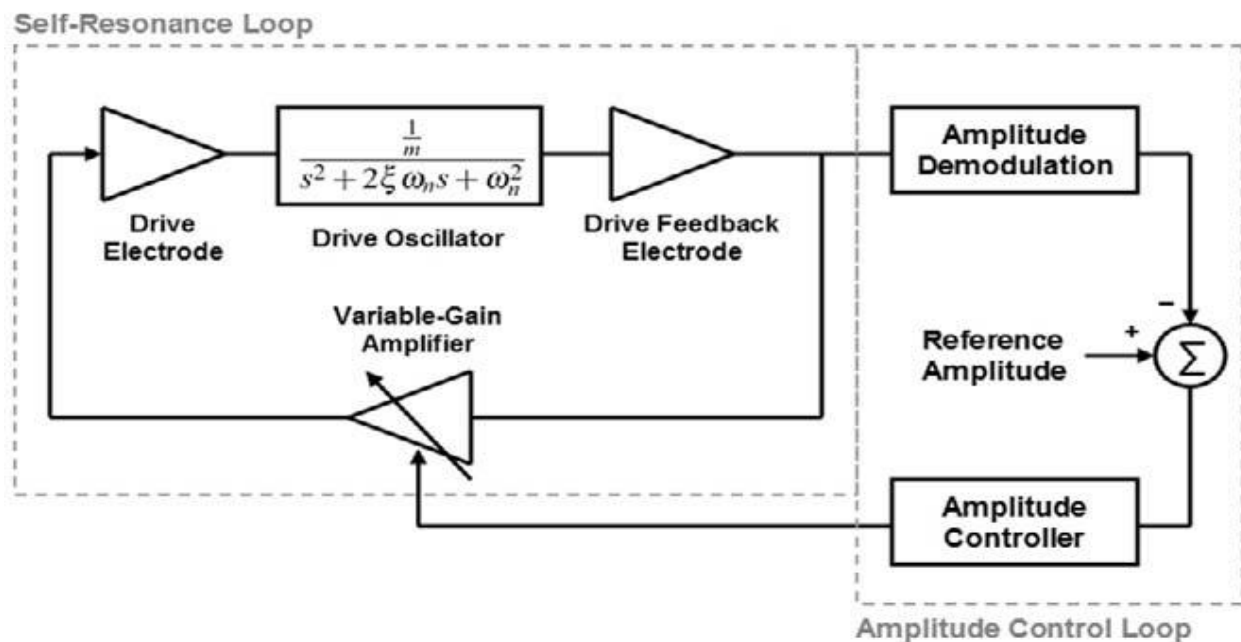 Self-Resonance Loop
Drive
Electrode
1
m
s² + 2ξ ωₙs + ωₙ²
Drive Oscillator
Drive Feedback
Electrode
Amplitude
Demodulation
Variable-Gain
Amplifier
−
+
Reference
Amplitude
Σ
Amplitude
Controller
Amplitude Control Loop